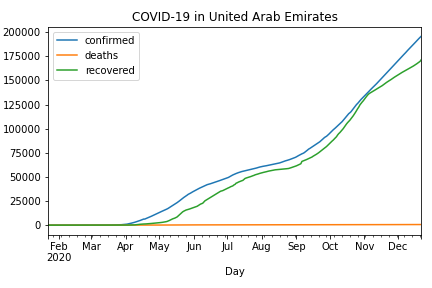 COVID-19 in United Arab Emirates
confirmed
deaths
recovered
200000
175000
150000
125000
100000
75000
50000
25000
0
Feb Mar Apr May Jun Jul Aug Sep Oct Nov Dec
2020
Day